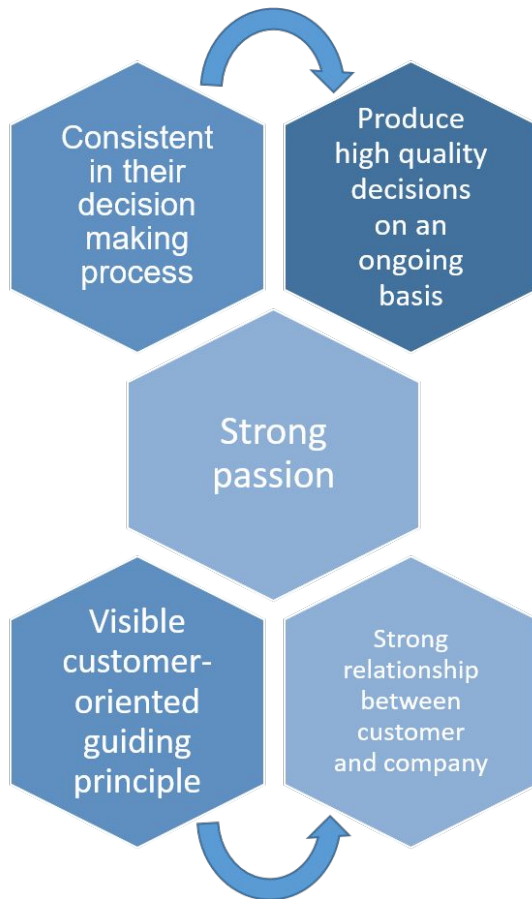 Consistent
in their
decision
making
process
Produce
high quality
decisions
on an
ongoing
basis
Strong
passion
Visible
customer-
oriented
guiding
principle
Strong
relationship
between
customer
and company